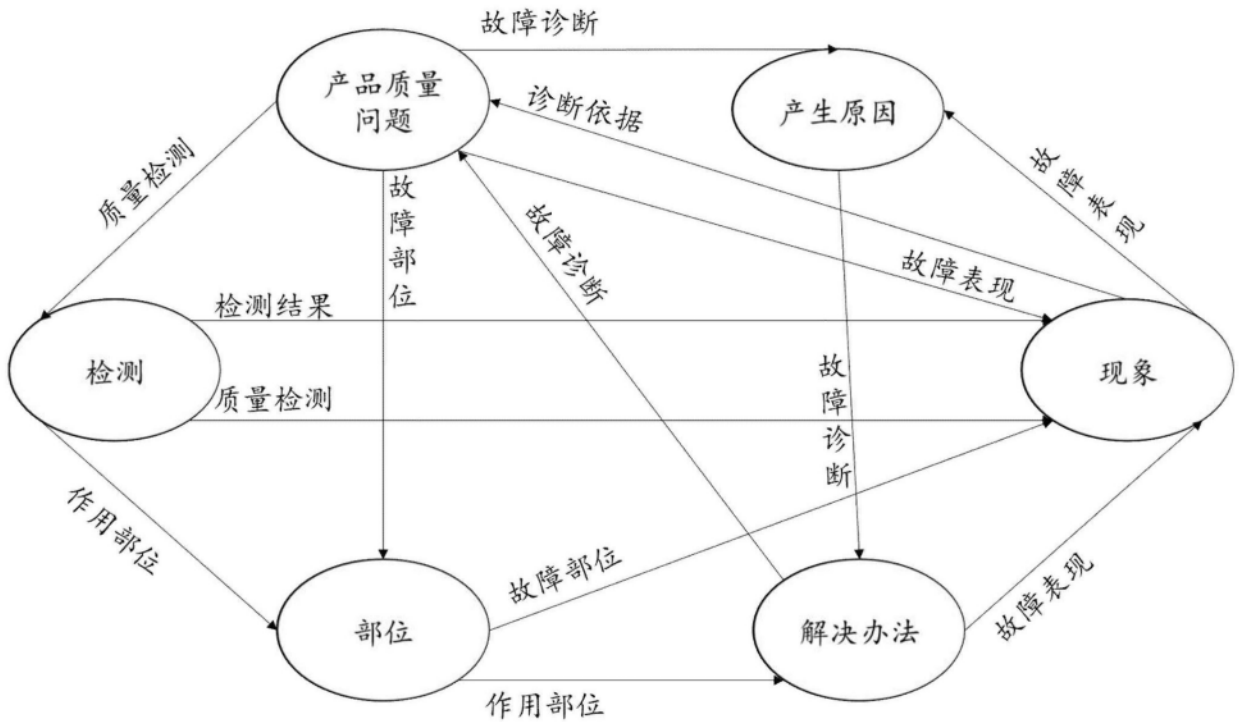 故障诊断
产品质量
问题
产生原因
诊断依据
质量检测
故障部位
故障诊断
故障表现
故障表现
检测结果
检测
质量检测
现象
故障诊断
作用部位
故障部位
故障表现
部位
解决办法
作用部位